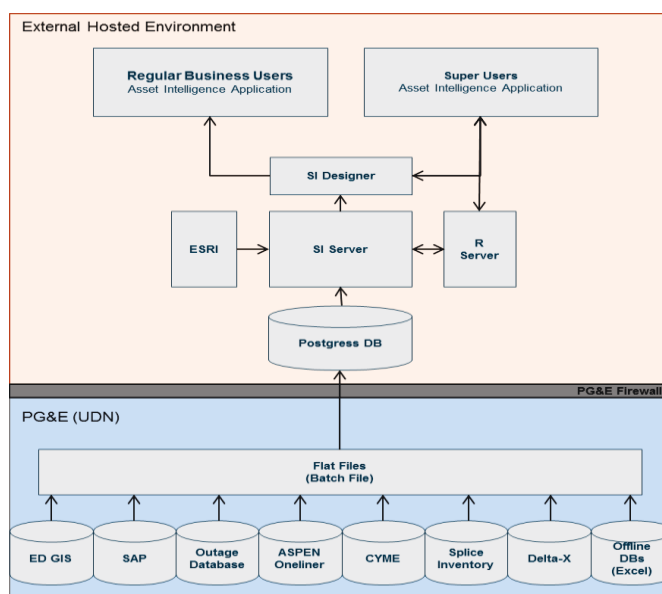 External Hosted Environment
Regular Business Users
Asset Intelligence Application
Super Users
Asset Intelligence Application
SI Designer
ESRI
SI Server
R
Server
Postgress DB
PG&E Firewall
PG&E (UDN)
Flat Files
(Batch File)
ED GIS
SAP
Outage
Database
ASPEN
Oneliner
CYME
Splice
Inventory
Delta-X
Offline
DBs
(Excel)